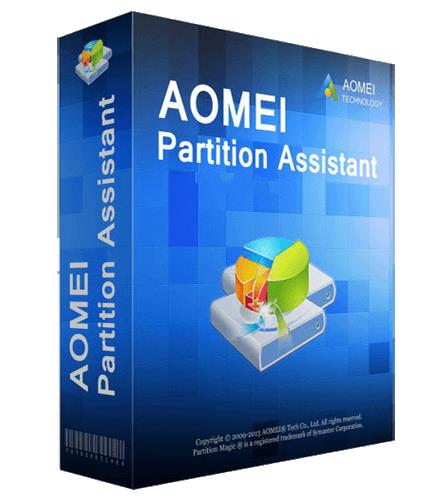 AOMEI
TECHNOLOGY
AOMEI
Partition Assistant
Copyright © 2009-2013 AOMEI® Tech Co., Ltd. All rights reserved.
Partition Magic ® is a registered trademark of Symantec Corporation.
AOMEI
Partition Assistant